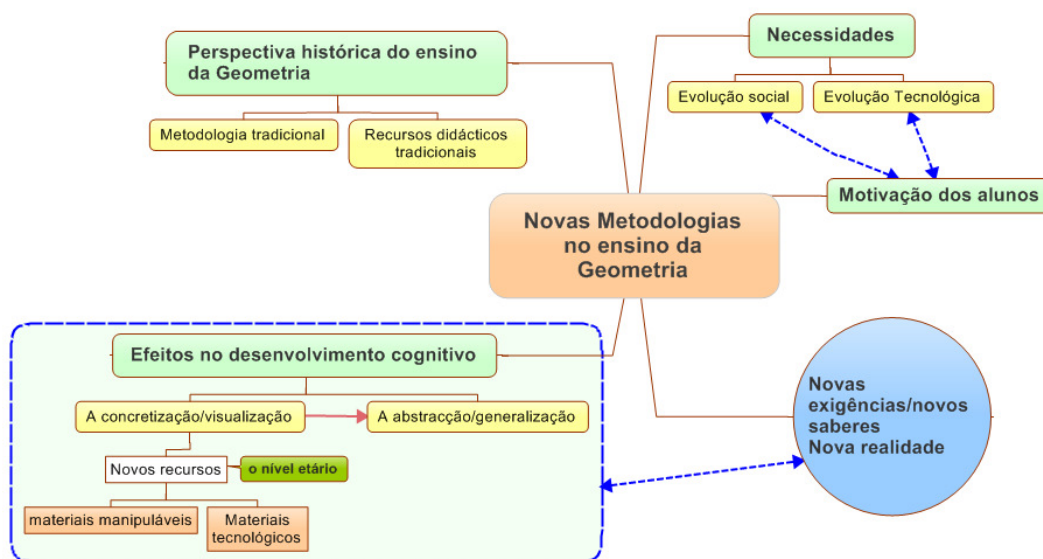 Perspectiva histórica do ensino
da Geometria
Metodologia tradicional
Recursos didácticos
tradicionais
Necessidades
Evolução social
Evolução Tecnológica
Motivação dos alunos
Novas Metodologias
no ensino da
Geometria
Efeitos no desenvolvimento cognitivo
A concretização/visualização
A abstracção/generalização
Novos recursos
o nível etário
materiais manipuláveis
Materiais
tecnológicos
Novas
exigências/novos
saberes
Nova realidade